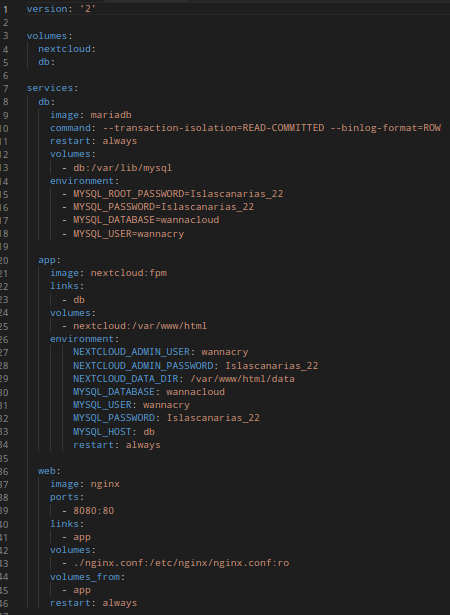 1 version: '2'
2
3 volumes:
4   nextcloud:
5   db:
6
7 services:
8   db:
9     image: mariadb
10     command: --transaction-isolation=READ-COMMITTED --binlog-format=ROW
11     restart: always
12     volumes:
13       - db:/var/lib/mysql
14     environment:
15       - MYSQL_ROOT_PASSWORD=Islascanarias_22
16       - MYSQL_PASSWORD=Islascanarias_22
17       - MYSQL_DATABASE=wannacloud
18       - MYSQL_USER=wannacry
19
20   app:
21     image: nextcloud:fpm
22     links:
23       - db
24     volumes:
25       - nextcloud:/var/www/html
26     environment:
27         NEXTCLOUD_ADMIN_USER: wannacry
28         NEXTCLOUD_ADMIN_PASSWORD: Islascanarias_22
29         NEXTCLOUD_DATA_DIR: /var/www/html/data
30         MYSQL_DATABASE: wannacloud
31         MYSQL_USER: wannacry
32         MYSQL_PASSWORD: Islascanarias_22
33         MYSQL_HOST: db
34         restart: always
35
36   web:
37     image: nginx
38     ports:
39       - 8080:80
40     links:
41       - app
42     volumes:
43       - ./nginx.conf:/etc/nginx/nginx.conf:ro
44     volumes_from:
45       - app
46     restart: always